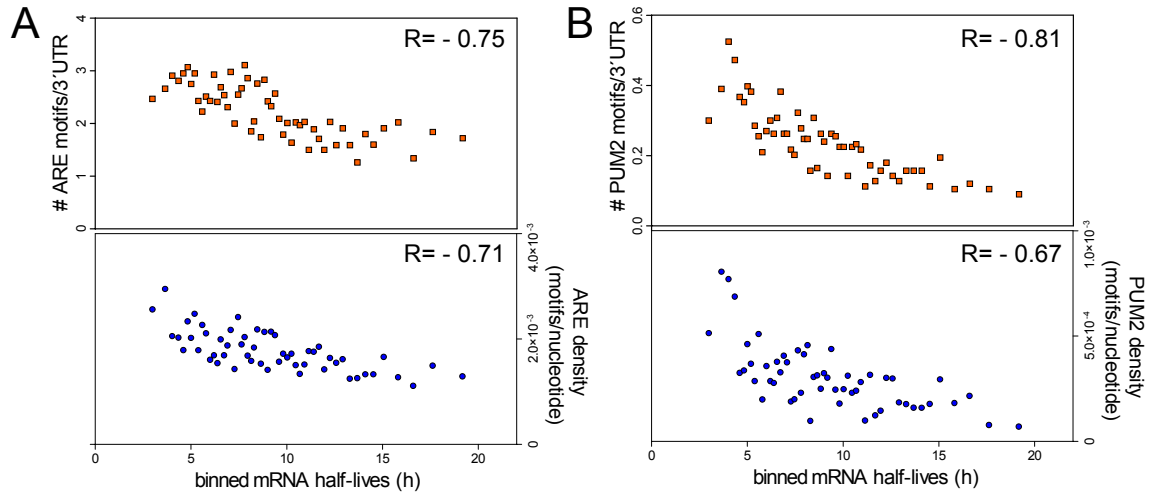 A
# ARE motifs/3′UTR
4
3
2
1
0
R= - 0.75
R= - 0.71
4.0×10⁻³
2.0×10⁻³
0
ARE density
(motifs/nucleotide)
0 5 10 15 20
binned mRNA half-lives (h)
B
# PUM2 motifs/3′UTR
0.6
0.4
0.2
0.0
R= - 0.81
R= - 0.67
1.0×10⁻³
5.0×10⁻⁴
0
PUM2 density
(motifs/nucleotide)
0 5 10 15 20
binned mRNA half-lives (h)